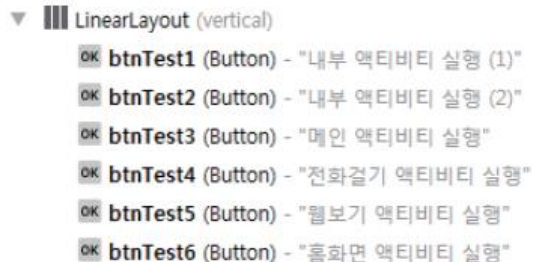 LinearLayout (vertical)
OK btnTest1 (Button) - "내부 액티비티 실행 (1)"
OK btnTest2 (Button) - "내부 액티비티 실행 (2)"
OK btnTest3 (Button) - "메인 액티비티 실행"
OK btnTest4 (Button) - "전화걸기 액티비티 실행"
OK btnTest5 (Button) - "웹보기 액티비티 실행"
OK btnTest6 (Button) - "홈화면 액티비티 실행"